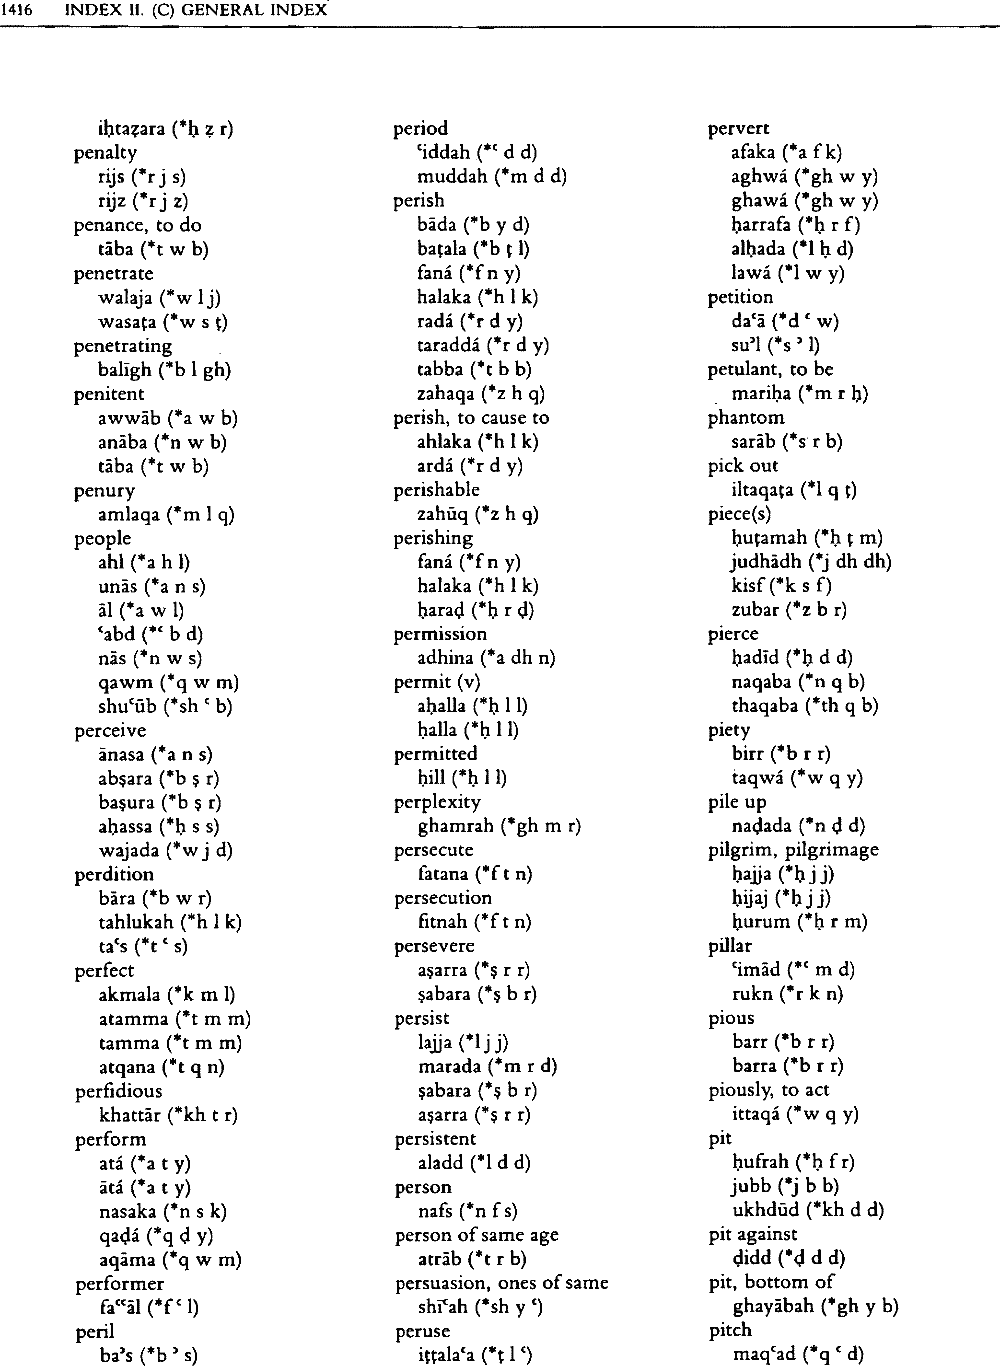 1416 INDEX II. (C) GENERAL INDEX
iḥtaẓara (*ḥ ẓ r)
penalty
rijs (*r j s)
rijz (*r j z)
penance, to do
tāba (*t w b)
penetrate
walaja (*w l j)
wasaṭa (*w s ṭ)
penetrating
balīgh (*b l gh)
penitent
awwāb (*a w b)
anāba (*n w b)
tāba (*t w b)
penury
amlaqa (*m l q)
people
ahl (*a h l)
unās (*a n s)
āl (*a w l)
ʿabd (*ʿ b d)
nās (*n w s)
qawm (*q w m)
shuʿūb (*sh ʿ b)
perceive
ānasa (*a n s)
abṣara (*b ṣ r)
baṣura (*b ṣ r)
aḥassa (*ḥ s s)
wajada (*w j d)
perdition
bāra (*b w r)
tahlukah (*h l k)
taʿs (*t ʿ s)
perfect
akmala (*k m l)
atamma (*t m m)
tamma (*t m m)
atqana (*t q n)
perfidious
khattār (*kh t r)
perform
atá (*a t y)
ātá (*a t y)
nasaka (*n s k)
qaḍá (*q ḍ y)
aqāma (*q w m)
performer
faʿʿāl (*f ʿ l)
peril
baʾs (*b ʾ s)
period
ʿiddah (*ʿ d d)
muddah (*m d d)
perish
bāda (*b y d)
baṭala (*b ṭ l)
faná (*f n y)
halaka (*h l k)
radá (*r d y)
taraddá (*r d y)
tabba (*t b b)
zahaqa (*z h q)
perish, to cause to
ahlaka (*h l k)
ardá (*r d y)
perishable
zahūq (*z h q)
perishing
faná (*f n y)
halaka (*h l k)
ḥaraḍ (*ḥ r ḍ)
permission
adhina (*a dh n)
permit (v)
aḥalla (*ḥ l l)
ḥalla (*ḥ l l)
permitted
ḥill (*ḥ l l)
perplexity
ghamrah (*gh m r)
persecute
fatana (*f t n)
persecution
fitnah (*f t n)
persevere
aṣarra (*ṣ r r)
ṣabara (*ṣ b r)
persist
lajja (*l j j)
marada (*m r d)
ṣabara (*ṣ b r)
aṣarra (*ṣ r r)
persistent
aladd (*l d d)
person
nafs (*n f s)
person of same age
atrāb (*t r b)
persuasion, ones of same
shīʿah (*sh y ʿ)
peruse
iṭṭalaʿa (*ṭ l ʿ)
pervert
afaka (*a f k)
aghwá (*gh w y)
ghawá (*gh w y)
ḥarrafa (*ḥ r f)
alḥada (*l ḥ d)
lawá (*l w y)
petition
daʿā (*d ʿ w)
suʾl (*s ʾ l)
petulant, to be
mariḥa (*m r ḥ)
phantom
sarāb (*s r b)
pick out
iltaqaṭa (*l q ṭ)
piece(s)
ḥuṭamah (*ḥ ṭ m)
judhādh (*j dh dh)
kisf (*k s f)
zubar (*z b r)
pierce
ḥadīd (*ḥ d d)
naqaba (*n q b)
thaqaba (*th q b)
piety
birr (*b r r)
taqwá (*w q y)
pile up
naḍada (*n ḍ d)
pilgrim, pilgrimage
ḥajja (*ḥ j j)
ḥijaj (*ḥ j j)
ḥurum (*ḥ r m)
pillar
ʿimād (*ʿ m d)
rukn (*r k n)
pious
barr (*b r r)
barra (*b r r)
piously, to act
ittaqá (*w q y)
pit
ḥufrah (*ḥ f r)
jubb (*j b b)
ukhdūd (*kh d d)
pit against
ḍidd (*ḍ d d)
pit, bottom of
ghayābah (*gh y b)
pitch
maqʿad (*q ʿ d)